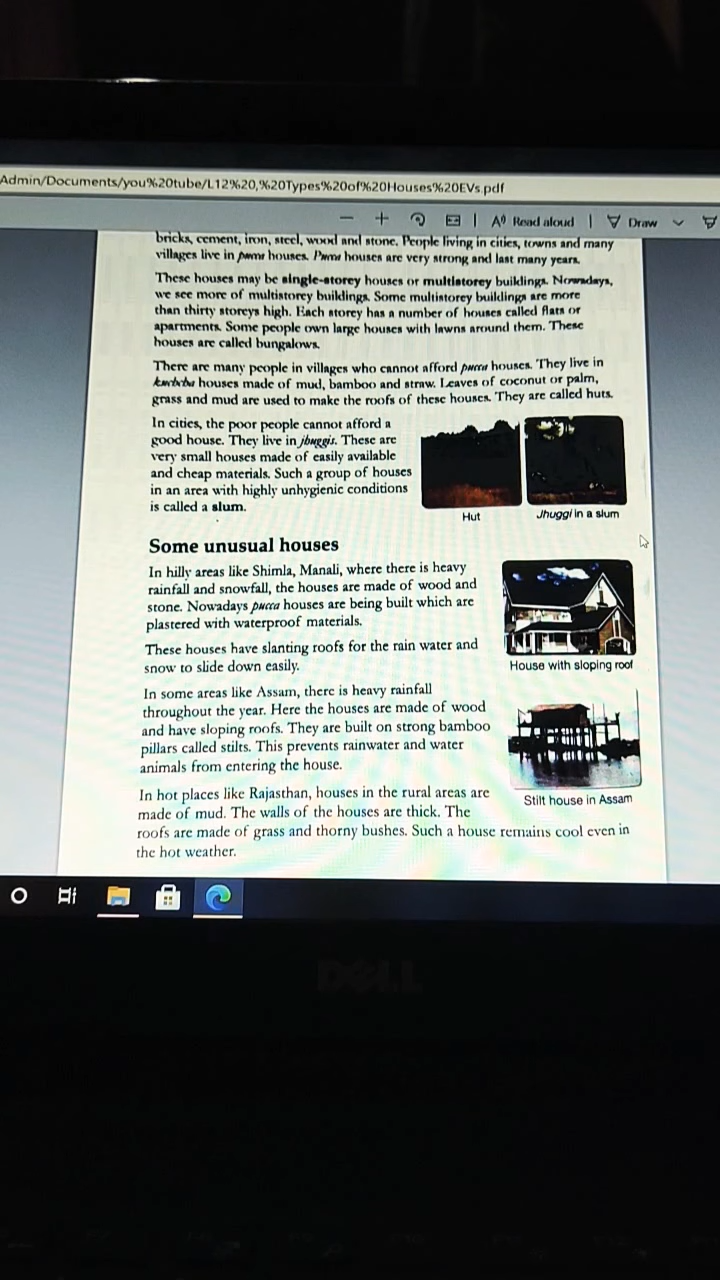 Admin/Documents/you%20tube/L12%20,%20Types%20of%20Houses%20EVs.pdf
Read aloud
Draw
bricks, cement, iron, steel, wood and stone. People living in cities, towns and many
villages live in pucca houses. Pucca houses are very strong and last many years.
These houses may be single-storey houses or multistorey buildings. Nowadays,
we see more of multistorey buildings. Some multistorey buildings are more
than thirty storeys high. Each storey has a number of houses called flats or
apartments. Some people own large houses with lawns around them. These
houses are called bungalows.
There are many people in villages who cannot afford pucca houses. They live in
kuchcha houses made of mud, bamboo and straw. Leaves of coconut or palm,
grass and mud are used to make the roofs of these houses. They are called huts.
In cities, the poor people cannot afford a
good house. They live in jhuggis. These are
very small houses made of easily available
and cheap materials. Such a group of houses
in an area with highly unhygienic conditions
is called a slum.
Hut
Jhuggi in a slum
Some unusual houses
In hilly areas like Shimla, Manali, where there is heavy
rainfall and snowfall, the houses are made of wood and
stone. Nowadays pucca houses are being built which are
plastered with waterproof materials.
These houses have slanting roofs for the rain water and
snow to slide down easily.
House with sloping roof
In some areas like Assam, there is heavy rainfall
throughout the year. Here the houses are made of wood
and have sloping roofs. They are built on strong bamboo
pillars called stilts. This prevents rainwater and water
animals from entering the house.
Stilt house in Assam
In hot places like Rajasthan, houses in the rural areas are
made of mud. The walls of the houses are thick. The
roofs are made of grass and thorny bushes. Such a house remains cool even in
the hot weather.
DELL